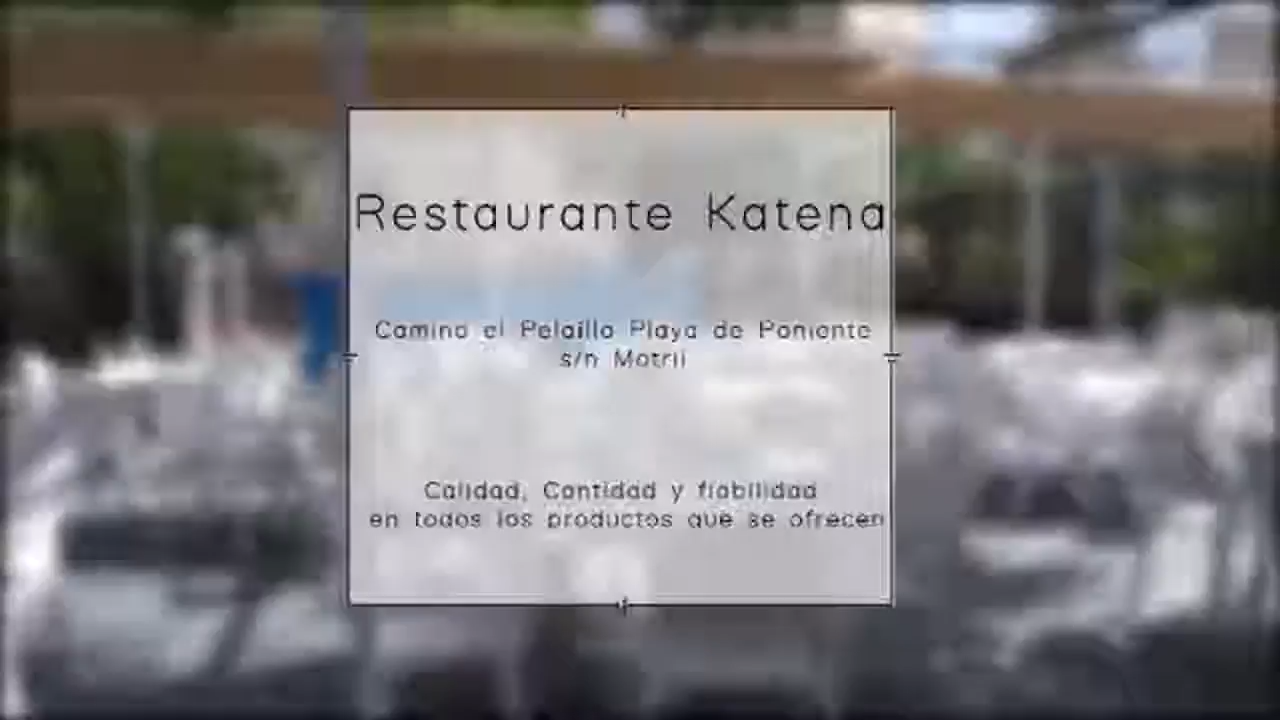 Restaurante Katena
Camino el Pelaillo Playa de Poniente
s/n Motril
Calidad, Cantidad y fiabilidad
en todos los productos que se ofrecen